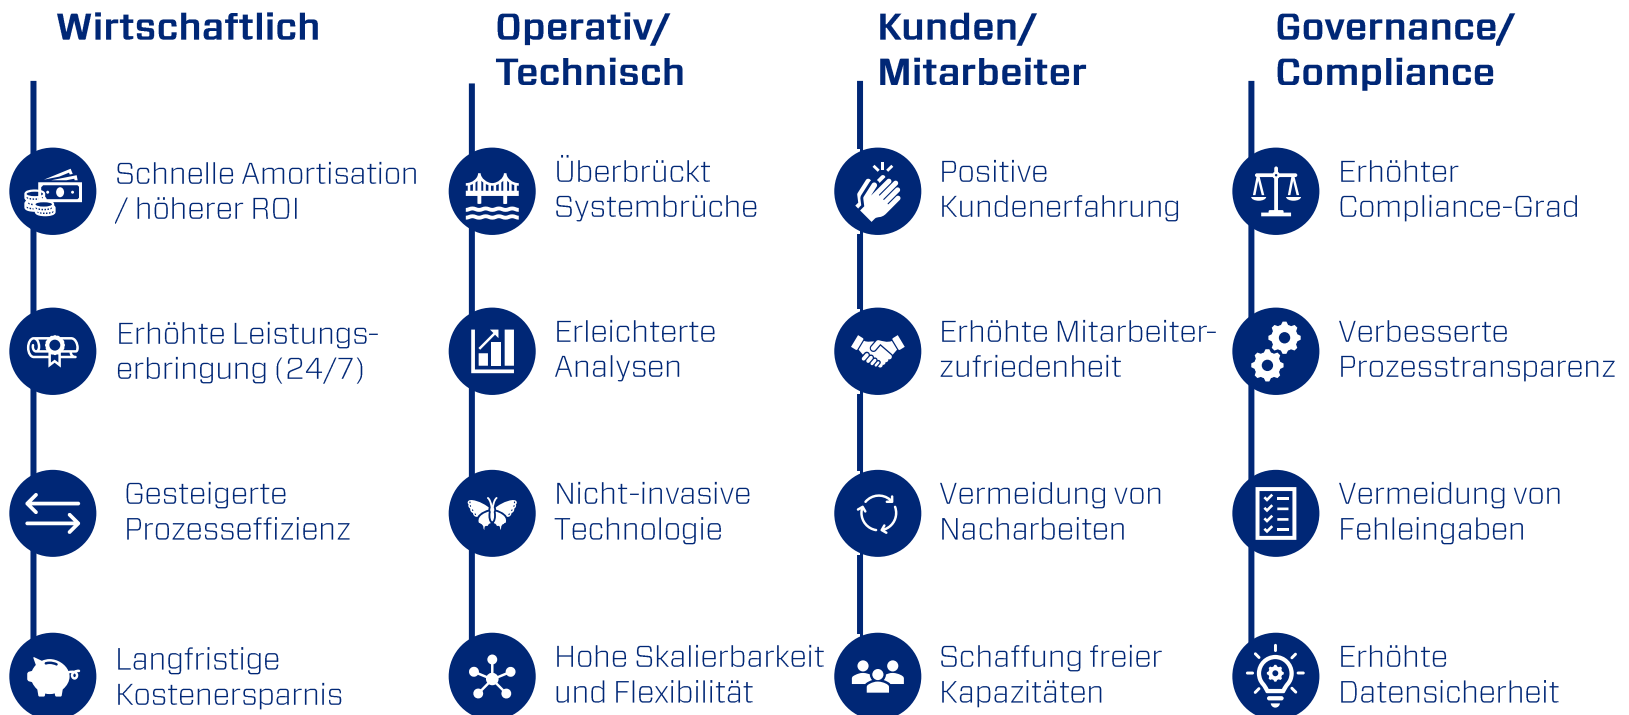 Wirtschaftlich
Schnelle Amortisation
/ höherer ROI
Erhöhte Leistungs-
erbringung (24/7)
Gesteigerte
Prozesseffizienz
Langfristige
Kostenersparnis
Operativ/
Technisch
Überbrückt
Systembrüche
Erleichterte
Analysen
Nicht-invasive
Technologie
Hohe Skalierbarkeit
und Flexibilität
Kunden/
Mitarbeiter
Positive
Kundenerfahrung
Erhöhte Mitarbeiter-
zufriedenheit
Vermeidung von
Nacharbeiten
Schaffung freier
Kapazitäten
Governance/
Compliance
Erhöhter
Compliance-Grad
Verbesserte
Prozesstransparenz
Vermeidung von
Fehleingaben
Erhöhte
Datensicherheit